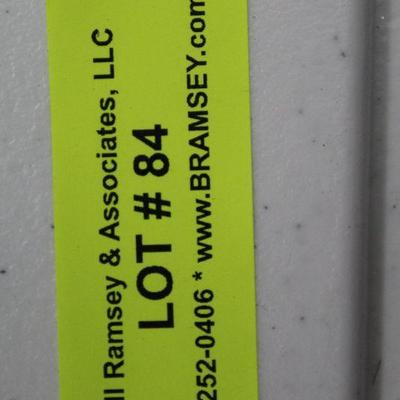 ll Ramsey & Associates, LLC
LOT # 84
252-0406 * www.BRAMSEY.com